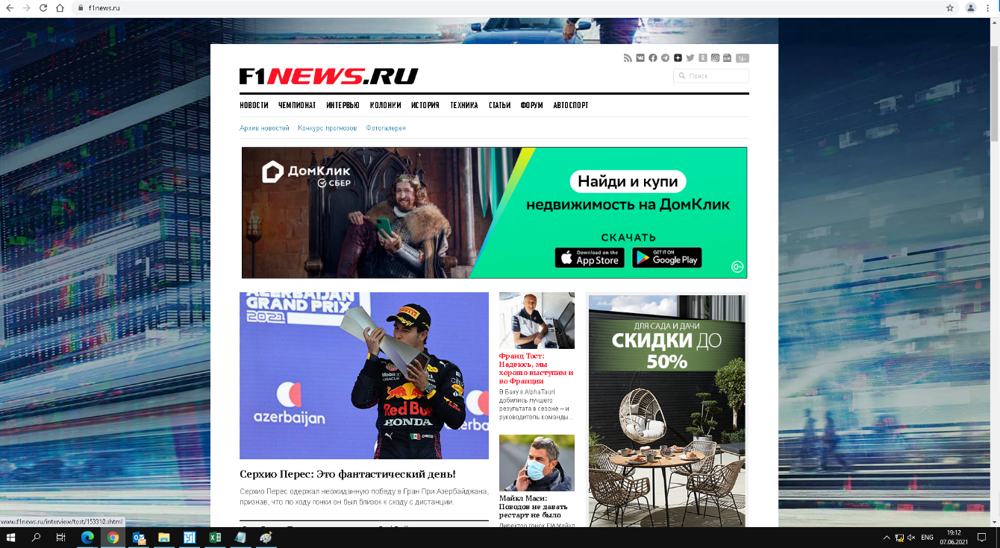 f1news.ru
F1NEWS.RU
18+
Поиск
НОВОСТИ ЧЕМПИОНАТ ИНТЕРВЬЮ КОЛОНКИ ИСТОРИЯ ТЕХНИКА СТАТЬИ ФОРУМ АВТОСПОРТ
Архив новостей Конкурс прогнозов Фотогалерея
ДОМКЛИК
СБЕР
Найди и купи
недвижимость на ДомКлик
СКАЧАТЬ
Download on the
App Store
GET IT ON
Google Play
0+
AZERBAIJAN
GRAND PRIX
2021
Mobil
ORACLE
Citrix
Red Bull
HONDA
azerbaijan
Серхио Перес: Это фантастический день!
Серхио Перес одержал неожиданную победу в Гран При Азербайджана,
признав, что по ходу гонки он был близок к сходу с дистанции.
Франц Тост:
Надеюсь, мы
хорошо выступим и
во Франции
В Баку в AlphaTauri
добились лучшего
результата в сезоне – и
руководитель команды...
Майкл Маси:
Поводов не давать
рестарт не было
Директор гонок FIA Майкл
ДЛЯ САДА И ДАЧИ
СКИДКИ ДО
50%
www.f1news.ru/interview/tost/153310.shtml
ENG
19:12
07.06.2021